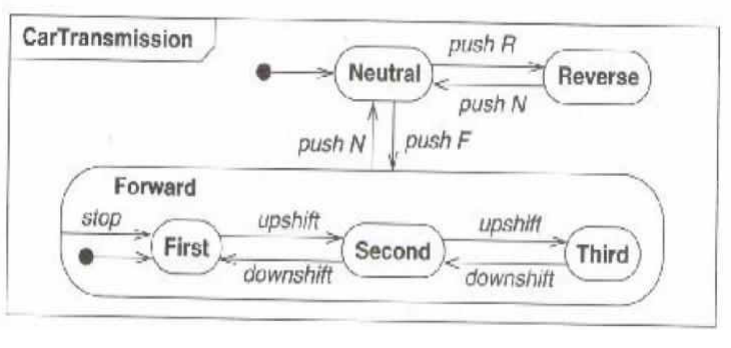 CarTransmission
push R
Neutral
Reverse
push N
push N
push F
Forward
stop
upshift
upshift
First
Second
Third
downshift
downshift